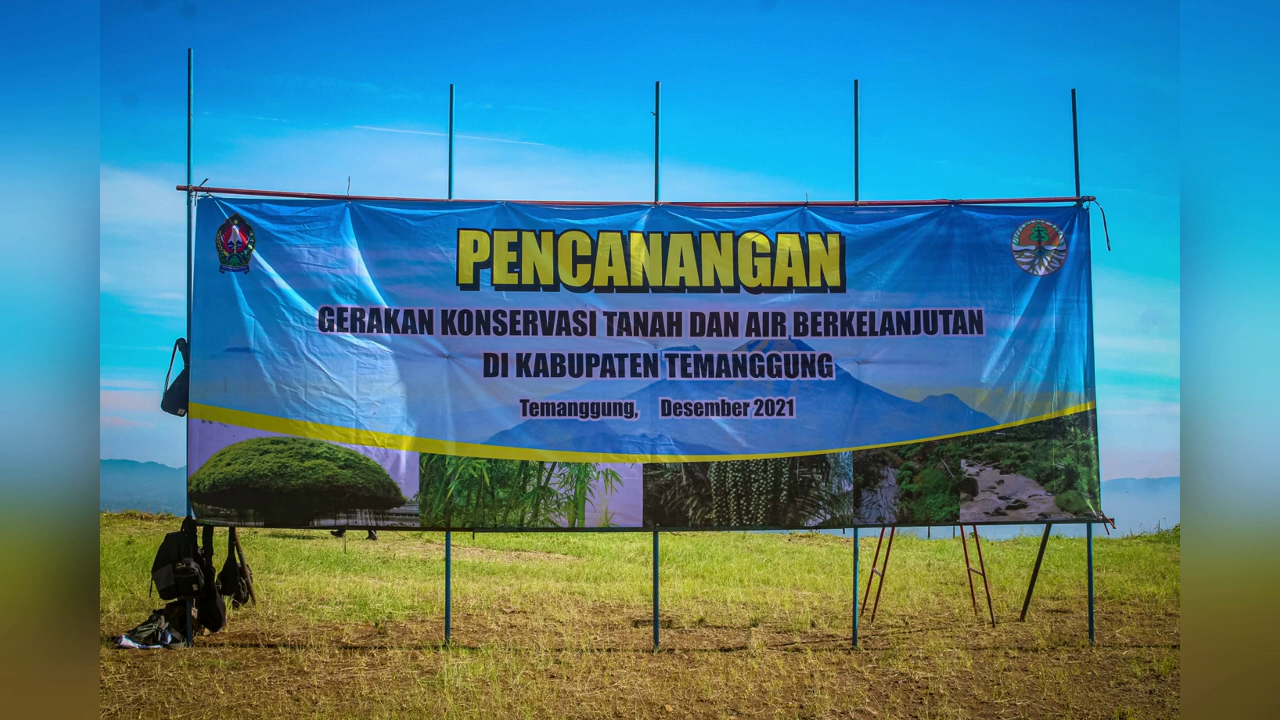 PENCANANGAN
GERAKAN KONSERVASI TANAH DAN AIR BERKELANJUTAN
DI KABUPATEN TEMANGGUNG
Temanggung, Desember 2021